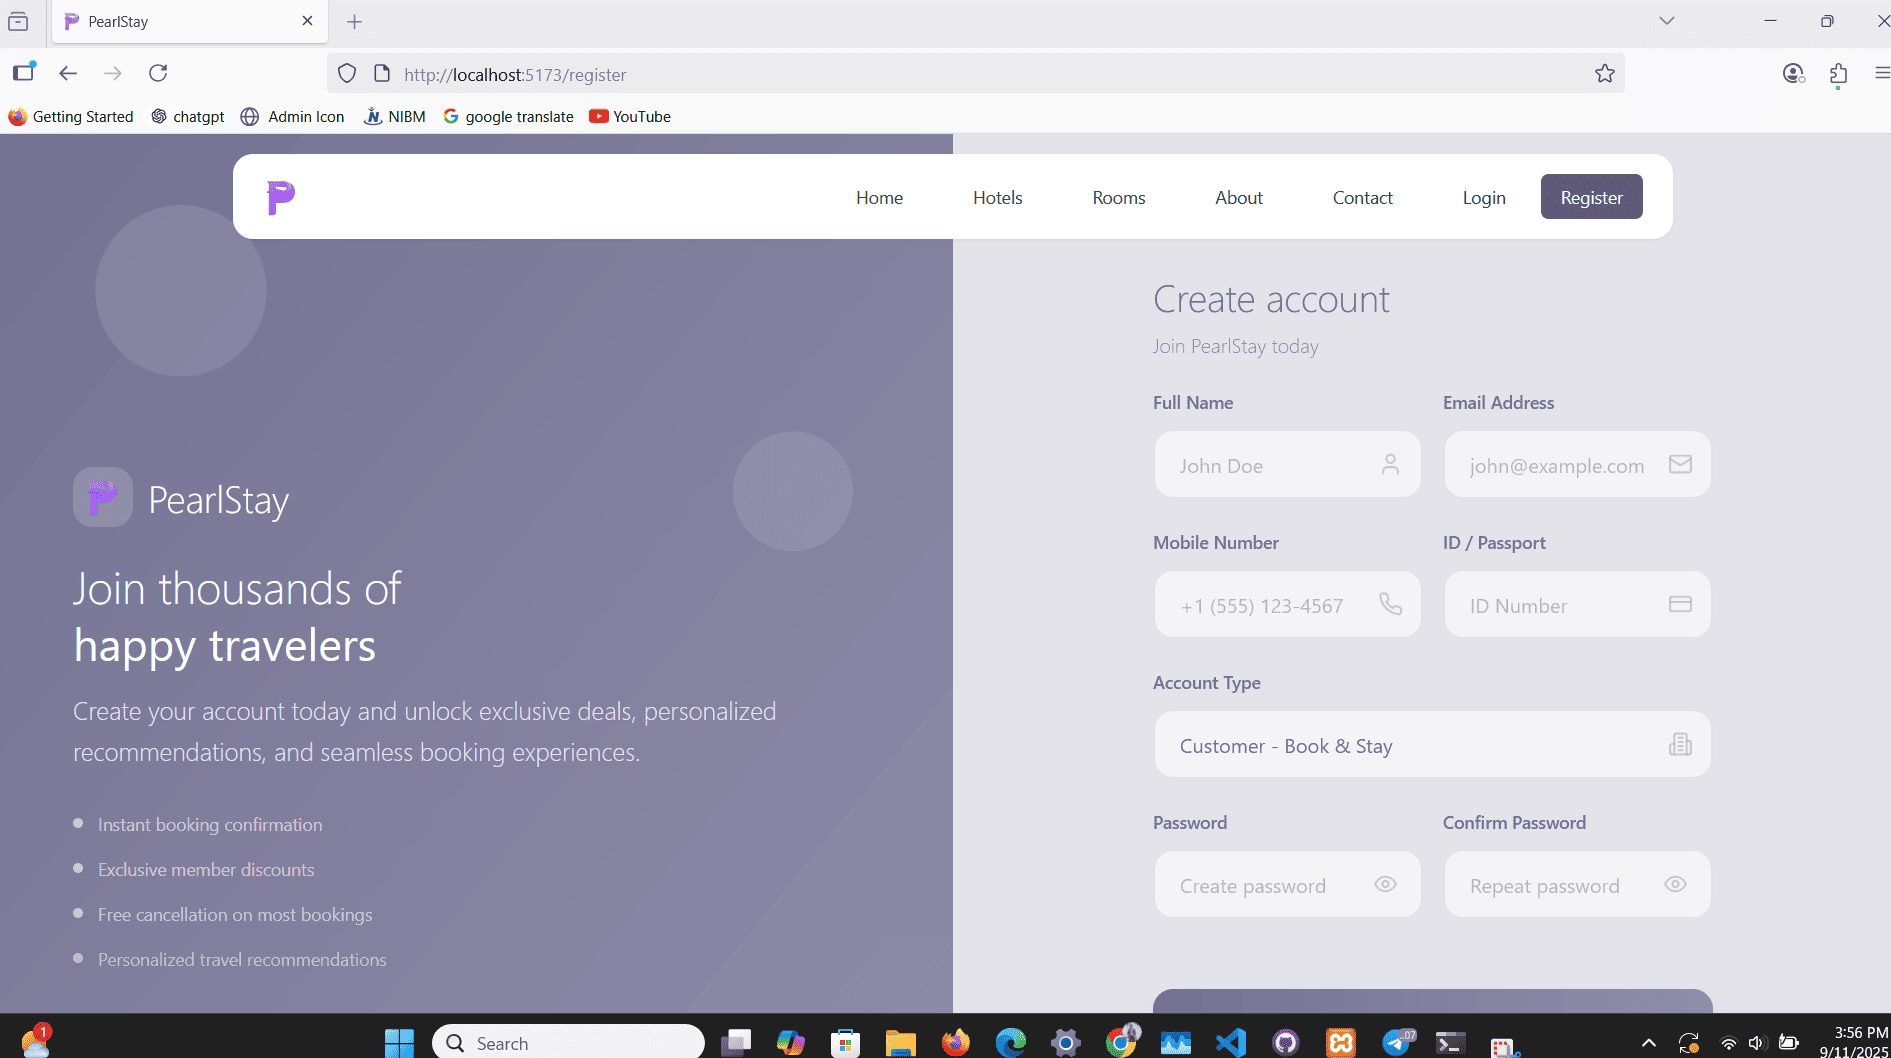 PearlStay
http://localhost:5173/register
Getting Started chatgpt Admin Icon NIBM google translate YouTube
Home Hotels Rooms About Contact Login Register
Create account
Join PearlStay today
Full Name Email Address
John Doe john@example.com
Mobile Number ID / Passport
+1 (555) 123-4567 ID Number
Account Type
Customer - Book & Stay
Password Confirm Password
Create password Repeat password
PearlStay
Join thousands of
happy travelers
Create your account today and unlock exclusive deals, personalized
recommendations, and seamless booking experiences.
Instant booking confirmation
Exclusive member discounts
Free cancellation on most bookings
Personalized travel recommendations
1
Search
.07
3:56 PM
9/11/2025